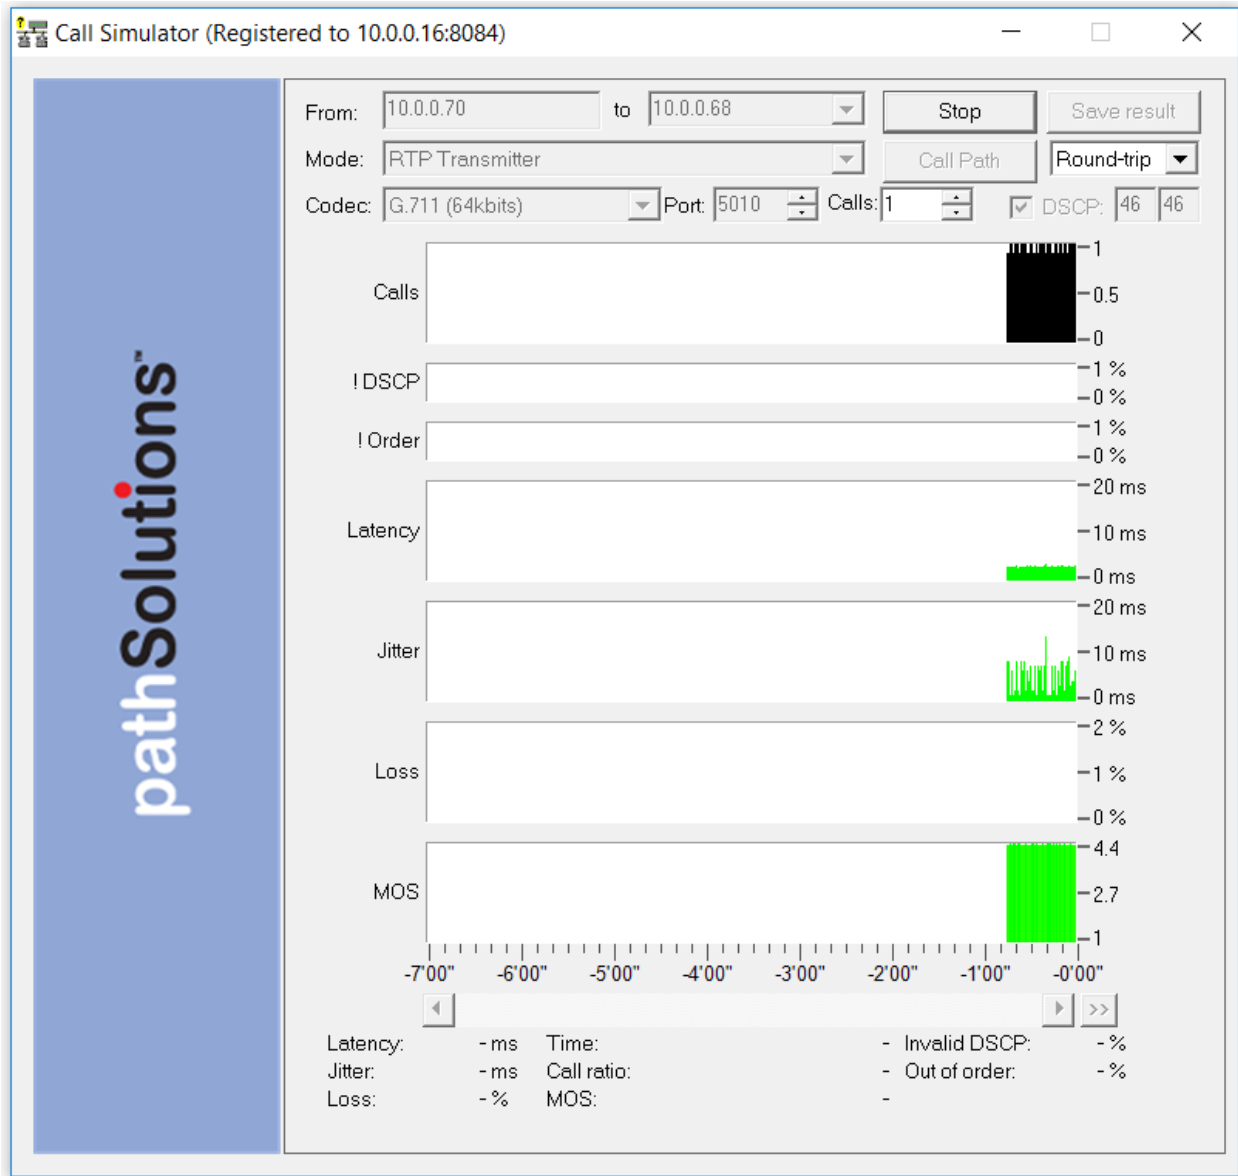 Call Simulator (Registered to 10.0.0.16:8084)
pathSolutions™
From: 10.0.0.70 to 10.0.0.68 Stop Save result
Mode: RTP Transmitter Call Path Round-trip
Codec: G.711 (64kbits) Port: 5010 Calls: 1 DSCP: 46 46
Calls 1
0.5
0
! DSCP 1 %
0 %
! Order 1 %
0 %
Latency 20 ms
10 ms
0 ms
Jitter 20 ms
10 ms
0 ms
Loss 2 %
1 %
0 %
MOS 4.4
2.7
1
-7'00" -6'00" -5'00" -4'00" -3'00" -2'00" -1'00" -0'00"
>>
Latency: - ms Time: - Invalid DSCP: - %
Jitter: - ms Call ratio: - Out of order: - %
Loss: - % MOS: -